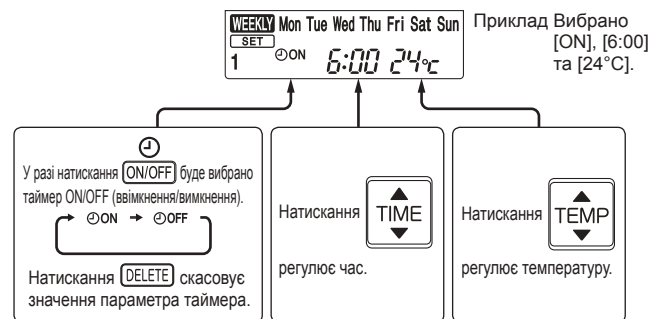 WEEKLY Mon Tue Wed Thu Fri Sat Sun
SET
1 ON 6:00 24°C
Приклад Вибрано
[ON], [6:00]
та [24°C].
У разі натискання ON/OFF буде вибрано
таймер ON/OFF (ввімкнення/вимкнення).
ON → OFF
Натискання DELETE скасовує
значення параметра таймера.
Натискання TIME
регулює час.
Натискання TEMP
регулює температуру.